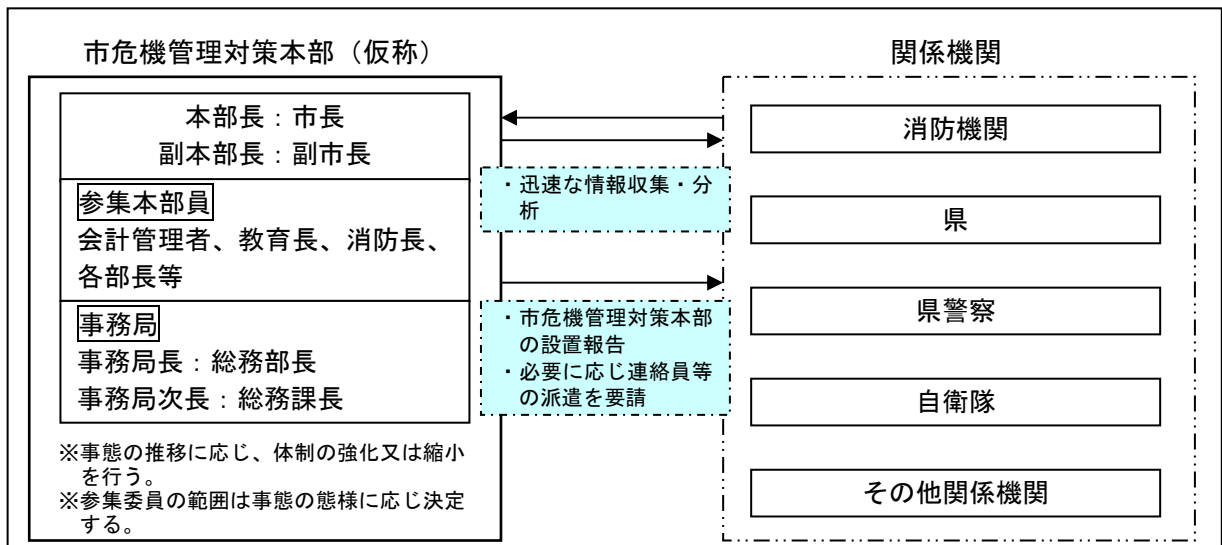 市危機管理対策本部（仮称）
本部長：市長
副本部長：副市長
参集本部員
会計管理者、教育長、消防長、
各部長等
事務局
事務局長：総務部長
事務局次長：総務課長
※事態の推移に応じ、体制の強化又は縮小
を行う。
※参集委員の範囲は事態の態様に応じ決定
する。
・迅速な情報収集・分
析
・市危機管理対策本部
の設置報告
・必要に応じ連絡員等
の派遣を要請
関係機関
消防機関
県
県警察
自衛隊
その他関係機関